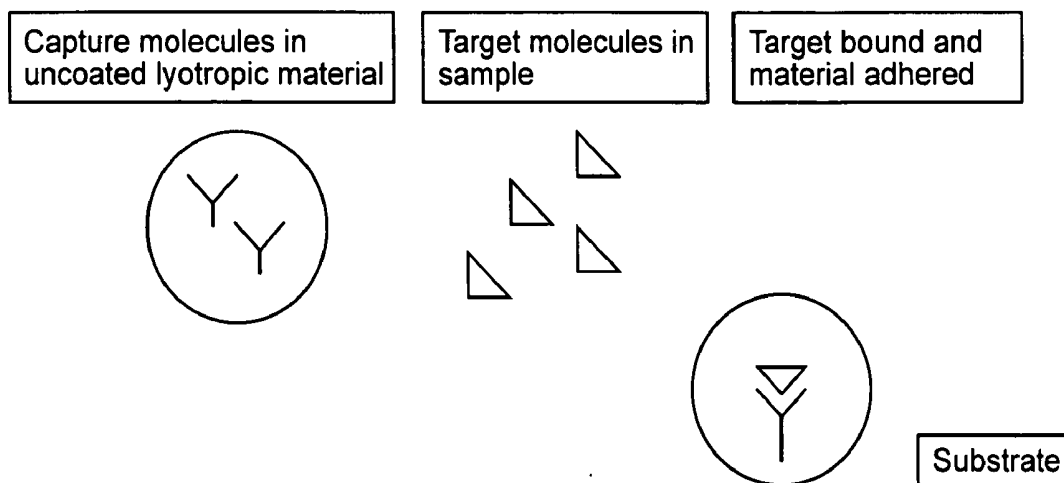 Capture molecules in
uncoated lyotropic material
Target molecules in
sample
Target bound and
material adhered
Substrate